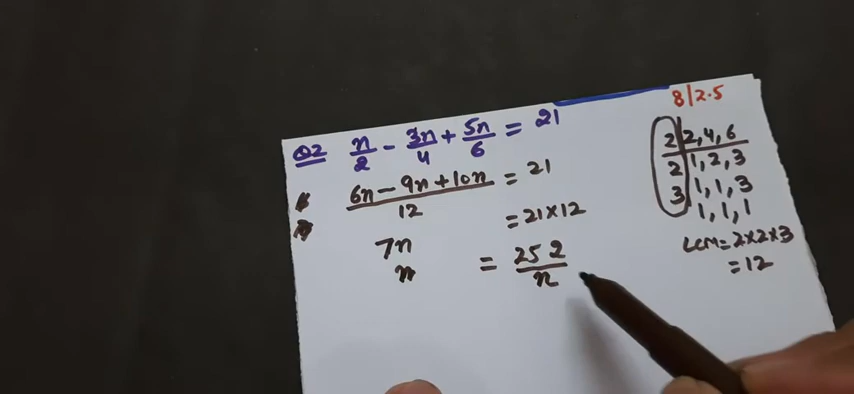 8/2.5
Q2 n/2 - 3n/4 + 5n/6 = 21
(6n - 9n + 10n)/12 = 21
= 21×12
7n
n = 252/n
2|2,4,6
2|1,2,3
3|1,1,3
1,1,1
LCM = 2×2×3
= 12